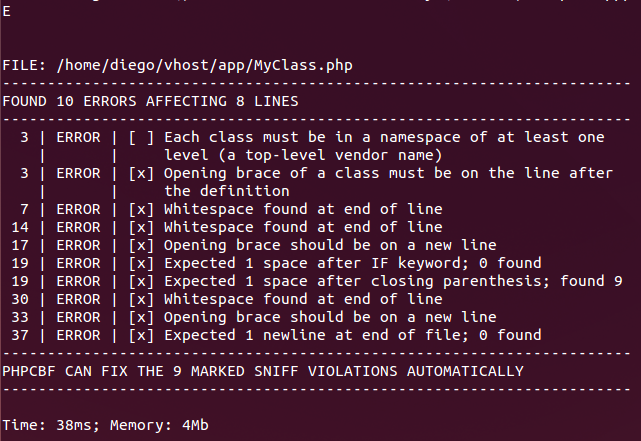 E
FILE: /home/diego/vhost/app/MyClass.php
----------------------------------------------------------------------
FOUND 10 ERRORS AFFECTING 8 LINES
----------------------------------------------------------------------
  3 | ERROR | [ ] Each class must be in a namespace of at least one
    |       |     level (a top-level vendor name)
  3 | ERROR | [x] Opening brace of a class must be on the line after
    |       |     the definition
  7 | ERROR | [x] Whitespace found at end of line
 14 | ERROR | [x] Whitespace found at end of line
 17 | ERROR | [x] Opening brace should be on a new line
 19 | ERROR | [x] Expected 1 space after IF keyword; 0 found
 19 | ERROR | [x] Expected 1 space after closing parenthesis; found 9
 30 | ERROR | [x] Whitespace found at end of line
 33 | ERROR | [x] Opening brace should be on a new line
 37 | ERROR | [x] Expected 1 newline at end of file; 0 found
----------------------------------------------------------------------
PHPCBF CAN FIX THE 9 MARKED SNIFF VIOLATIONS AUTOMATICALLY
----------------------------------------------------------------------
Time: 38ms; Memory: 4Mb